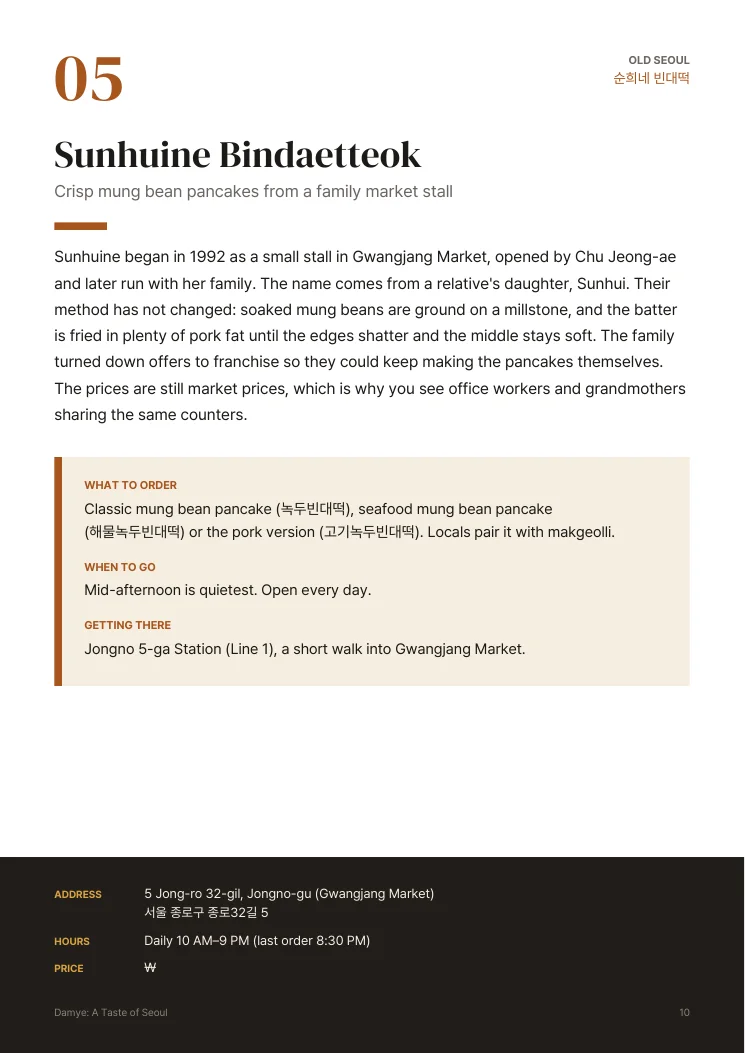 05
OLD SEOUL
순희네 빈대떡
Sunhuine Bindaetteok
Crisp mung bean pancakes from a family market stall
Sunhuine began in 1992 as a small stall in Gwangjang Market, opened by Chu Jeong-ae
and later run with her family. The name comes from a relative's daughter, Sunhui. Their
method has not changed: soaked mung beans are ground on a millstone, and the batter
is fried in plenty of pork fat until the edges shatter and the middle stays soft. The family
turned down offers to franchise so they could keep making the pancakes themselves.
The prices are still market prices, which is why you see office workers and grandmothers
sharing the same counters.
WHAT TO ORDER
Classic mung bean pancake (녹두빈대떡), seafood mung bean pancake
(해물녹두빈대떡) or the pork version (고기녹두빈대떡). Locals pair it with makgeolli.
WHEN TO GO
Mid-afternoon is quietest. Open every day.
GETTING THERE
Jongno 5-ga Station (Line 1), a short walk into Gwangjang Market.
ADDRESS
5 Jong-ro 32-gil, Jongno-gu (Gwangjang Market)
서울 종로구 종로32길 5
HOURS
Daily 10 AM–9 PM (last order 8:30 PM)
PRICE
₩
Damye: A Taste of Seoul
10